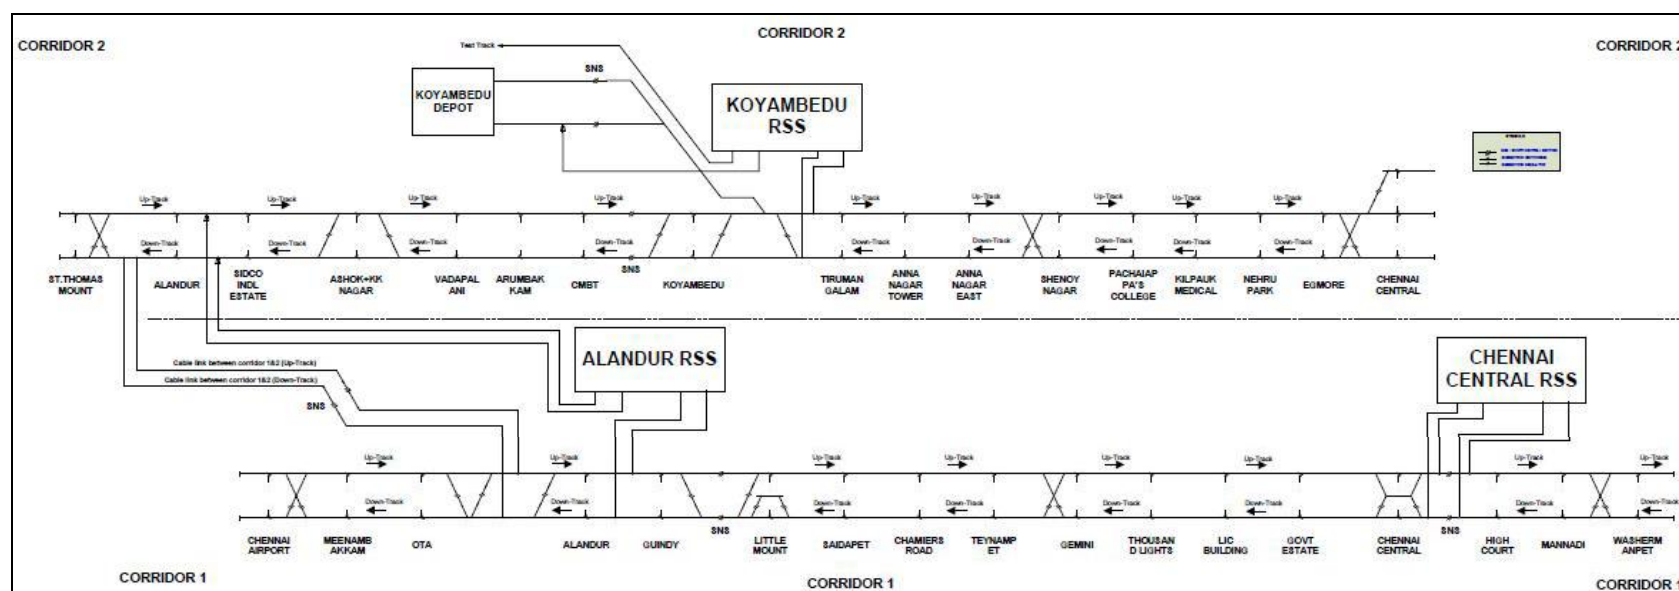 CORRIDOR 2
CORRIDOR 2
CORRIDOR 2
Test Track
SNS
KOYAMBEDU
DEPOT
KOYAMBEDU
RSS
Up-Track
Up-Track
Up-Track
Up-Track
Up-Track
Up-Track
Up-Track
Up-Track
Up-Track
Down-Track
Down-Track
Down-Track
Down-Track
Down-Track
Down-Track
Down-Track
Down-Track
Down-Track
SNS
ST.THOMAS
MOUNT
ALANDUR
SIDCO
INDL
ESTATE
ASHOK+KK
NAGAR
VADAPAL
ANI
ARUMBAK
KAM
CMBT
KOYAMBEDU
TIRUMAN
GALAM
ANNA
NAGAR
TOWER
ANNA
NAGAR
EAST
SHENOY
NAGAR
PACHAIAP
PA'S
COLLEGE
KILPAUK
MEDICAL
NEHRU
PARK
EGMORE
CHENNAI
CENTRAL
ALANDUR RSS
CHENNAI
CENTRAL RSS
Cable link between corridor 1&2 (Up-Track)
Cable link between corridor 1&2 (Down-Track)
SNS
Up-Track
Up-Track
Up-Track
Up-Track
Up-Track
Up-Track
Up-Track
Up-Track
Down-Track
Down-Track
Down-Track
Down-Track
Down-Track
Down-Track
Down-Track
Down-Track
SNS
SNS
CHENNAI
AIRPORT
MEENAMB
AKKAM
OTA
ALANDUR
GUINDY
LITTLE
MOUNT
SAIDAPET
CHAMIERS
ROAD
TEYNAMP
ET
GEMINI
THOUSAN
D LIGHTS
LIC
BUILDING
GOVT
ESTATE
CHENNAI
CENTRAL
HIGH
COURT
MANNADI
WASHERM
ANPET
CORRIDOR 1
CORRIDOR 1
CORRIDOR 1